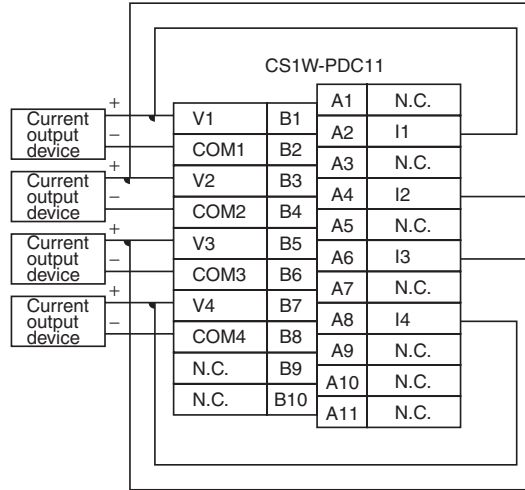 CS1W-PDC11
+
Current
output
device
−
+
Current
output
device
−
+
Current
output
device
−
+
Current
output
device
−
V1 B1
COM1 B2
V2 B3
COM2 B4
V3 B5
COM3 B6
V4 B7
COM4 B8
N.C. B9
N.C. B10
A1 N.C.
A2 I1
A3 N.C.
A4 I2
A5 N.C.
A6 I3
A7 N.C.
A8 I4
A9 N.C.
A10 N.C.
A11 N.C.